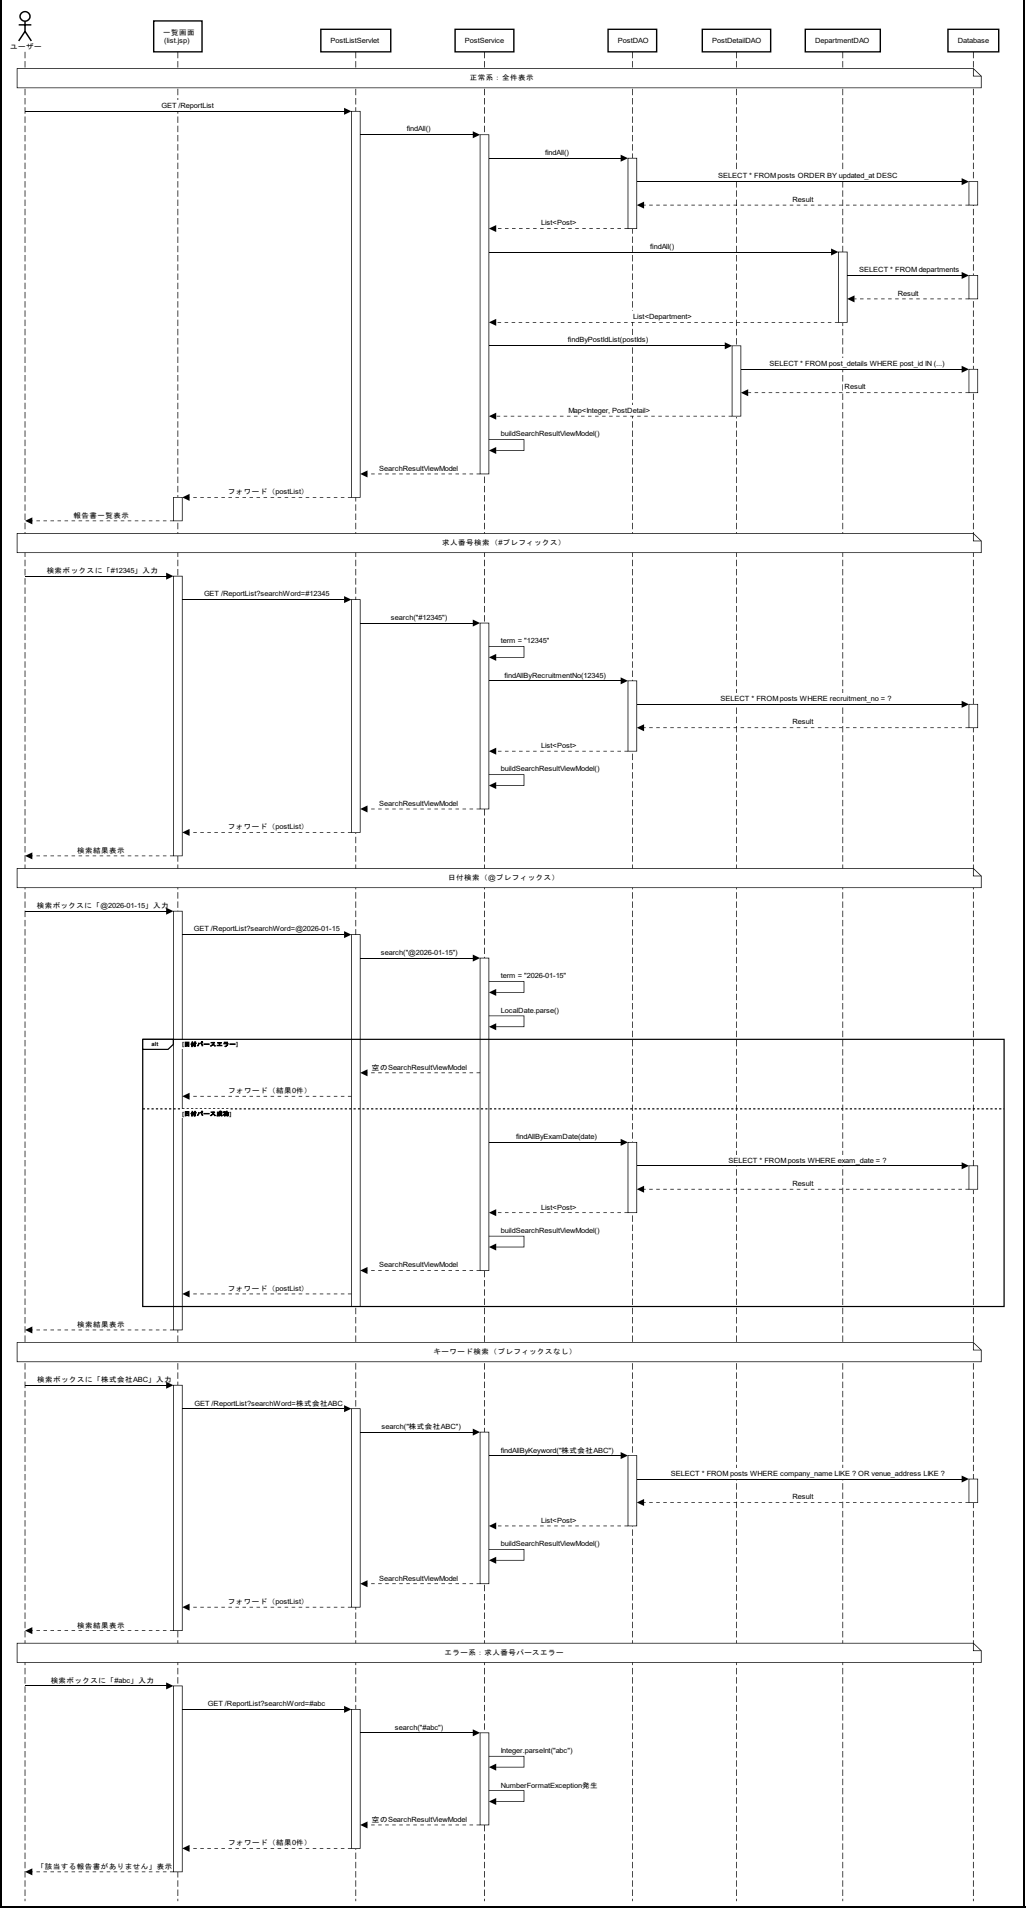 ユーザー
一覧画面
(list.jsp)
PostListServlet
PostService
PostDAO
PostDetailDAO
DepartmentDAO
Database
正常系：全件表示
GET /ReportList
findAll()
findAll()
SELECT * FROM posts ORDER BY updated_at DESC
Result
List<Post>
findAll()
SELECT * FROM departments
Result
List<Department>
findByPostIdList(postIds)
SELECT * FROM post_details WHERE post_id IN (...)
Result
Map<Integer, PostDetail>
buildSearchResultViewModel()
SearchResultViewModel
フォワード（postList）
報告書一覧表示
求人番号検索（#プレフィックス）
検索ボックスに「#12345」入力
GET /ReportList?searchWord=#12345
search("#12345")
term = "12345"
findAllByRecruitmentNo(12345)
SELECT * FROM posts WHERE recruitment_no = ?
Result
List<Post>
buildSearchResultViewModel()
SearchResultViewModel
フォワード（postList）
検索結果表示
日付検索（@プレフィックス）
検索ボックスに「@2026-01-15」入力
GET /ReportList?searchWord=@2026-01-15
search("@2026-01-15")
term = "2026-01-15"
LocalDate.parse()
alt
[日付パースエラー]
空のSearchResultViewModel
フォワード（結果0件）
[日付パース成功]
findAllByExamDate(date)
SELECT * FROM posts WHERE exam_date = ?
Result
List<Post>
buildSearchResultViewModel()
SearchResultViewModel
フォワード（postList）
検索結果表示
キーワード検索（プレフィックスなし）
検索ボックスに「株式会社ABC」入力
GET /ReportList?searchWord=株式会社ABC
search("株式会社ABC")
findAllByKeyword("株式会社ABC")
SELECT * FROM posts WHERE company_name LIKE ? OR venue_address LIKE ?
Result
List<Post>
buildSearchResultViewModel()
SearchResultViewModel
フォワード（postList）
検索結果表示
エラー系：求人番号パースエラー
検索ボックスに「#abc」入力
GET /ReportList?searchWord=#abc
search("#abc")
Integer.parseInt("abc")
NumberFormatException発生
空のSearchResultViewModel
フォワード（結果0件）
「該当する報告書がありません」表示